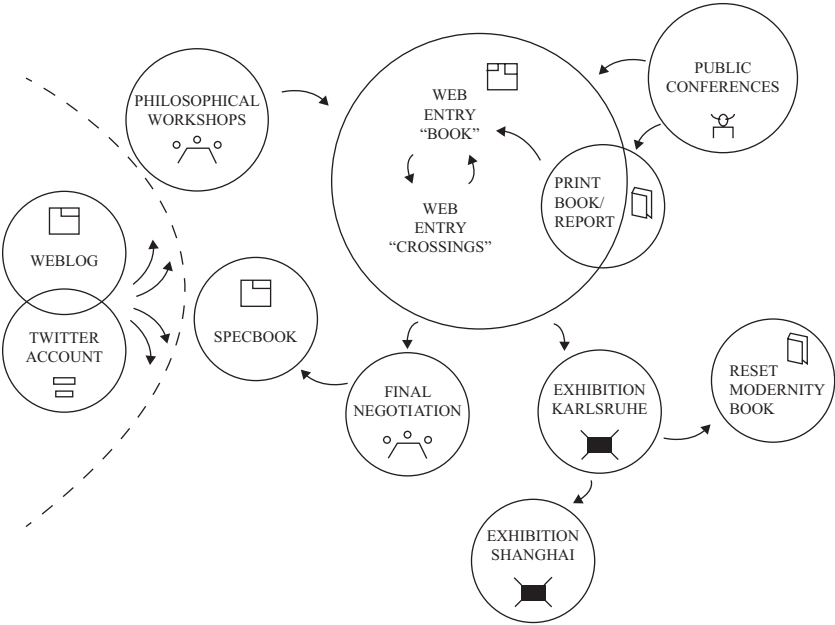 PHILOSOPHICAL
WORKSHOPS
WEB
ENTRY
“BOOK”
WEB
ENTRY
“CROSSINGS”
PUBLIC
CONFERENCES
PRINT
BOOK/
REPORT
WEBLOG
TWITTER
ACCOUNT
SPECBOOK
FINAL
NEGOTIATION
EXHIBITION
KARLSRUHE
RESET
MODERNITY
BOOK
EXHIBITION
SHANGHAI